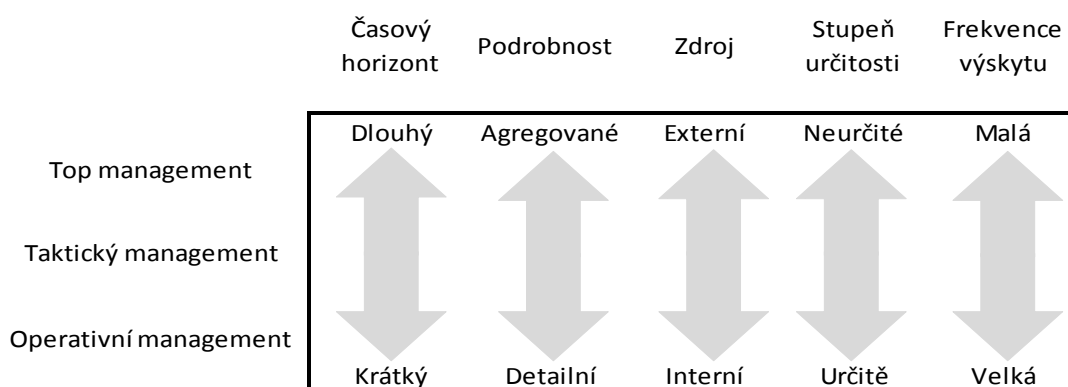 Časový horizont
Podrobnost
Zdroj
Stupeň určitosti
Frekvence výskytu
Dlouhý Agregované Externí Neurčité Malá
Top management
Taktický management
Operativní management
Krátký Detailní Interní Určitě Velká